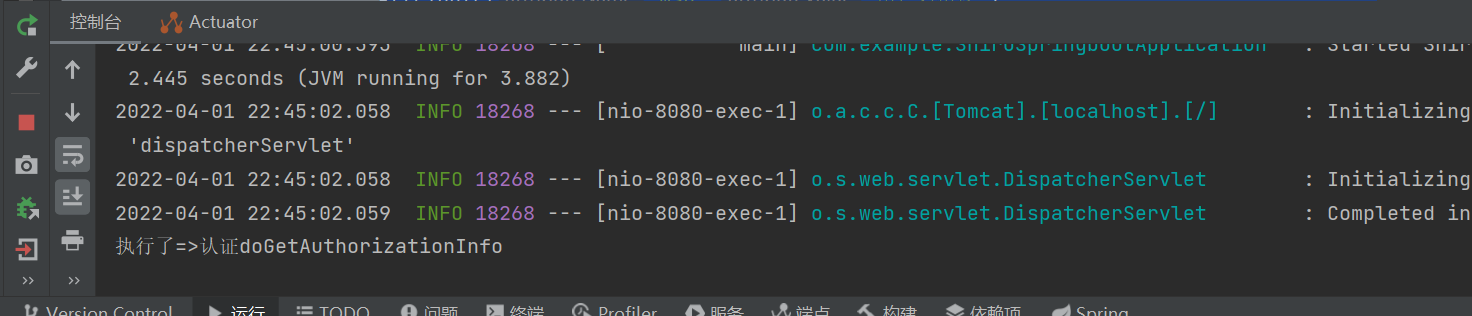 控制台 Actuator
2022-04-01 22:45:00.595 INFO 18268 --- [ main] com.example.ShiroSpringbootApplication : Started Shir
2.445 seconds (JVM running for 3.882)
2022-04-01 22:45:02.058 INFO 18268 --- [nio-8080-exec-1] o.a.c.c.C.[Tomcat].[localhost].[/] : Initializing
'dispatcherServlet'
2022-04-01 22:45:02.058 INFO 18268 --- [nio-8080-exec-1] o.s.web.servlet.DispatcherServlet : Initializing
2022-04-01 22:45:02.059 INFO 18268 --- [nio-8080-exec-1] o.s.web.servlet.DispatcherServlet : Completed in
执行了=>认证doGetAuthorizationInfo
Version Control 运行 TODO 问题 终端 Profiler 服务 端点 构建 依赖项 Spring